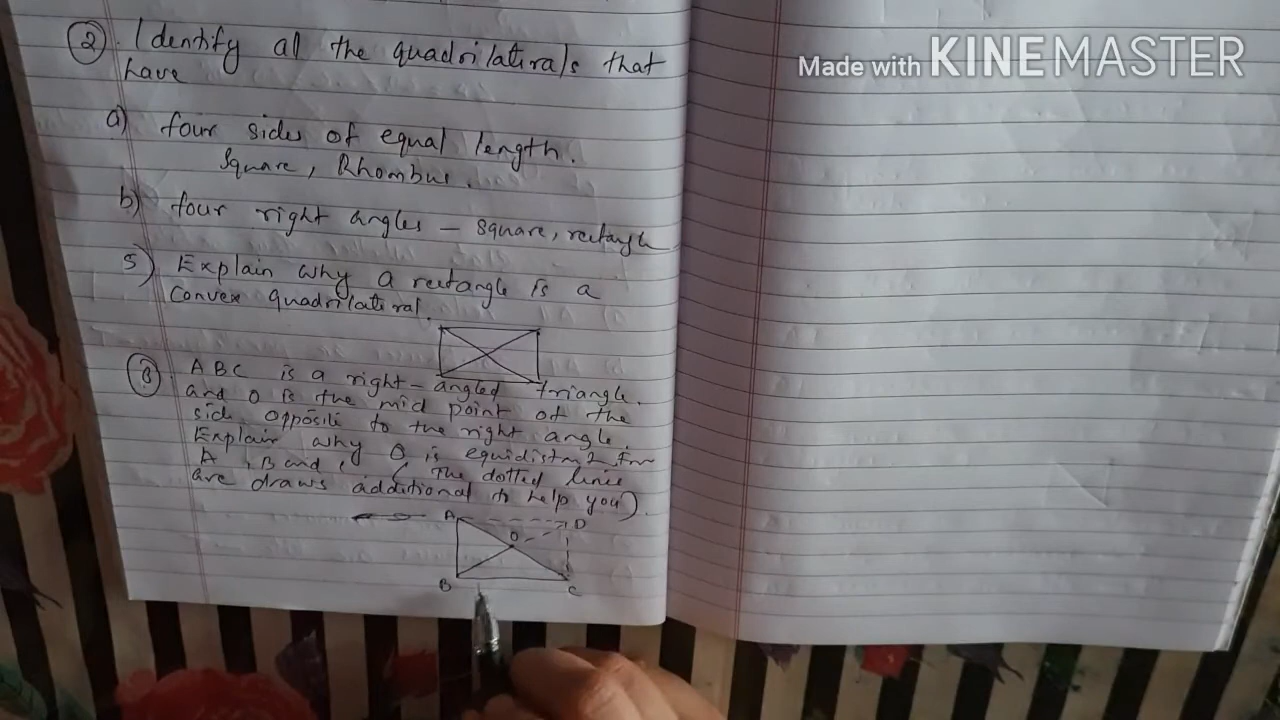 Made with KINEMASTER
② Identify all the quadrilaterals that
have
a) four sides of equal length.
Square, Rhombus.
b) four right angles – square, rectangle
5) Explain why a rectangle is a
Convex quadrilateral.
⑧ ABC is a right-angled triangle.
and O is the mid point of the
side opposite to the right angle.
Explain why O is equidistant from
A, B and (The dotted lines
are draws additional to help you).
A D
O
B C